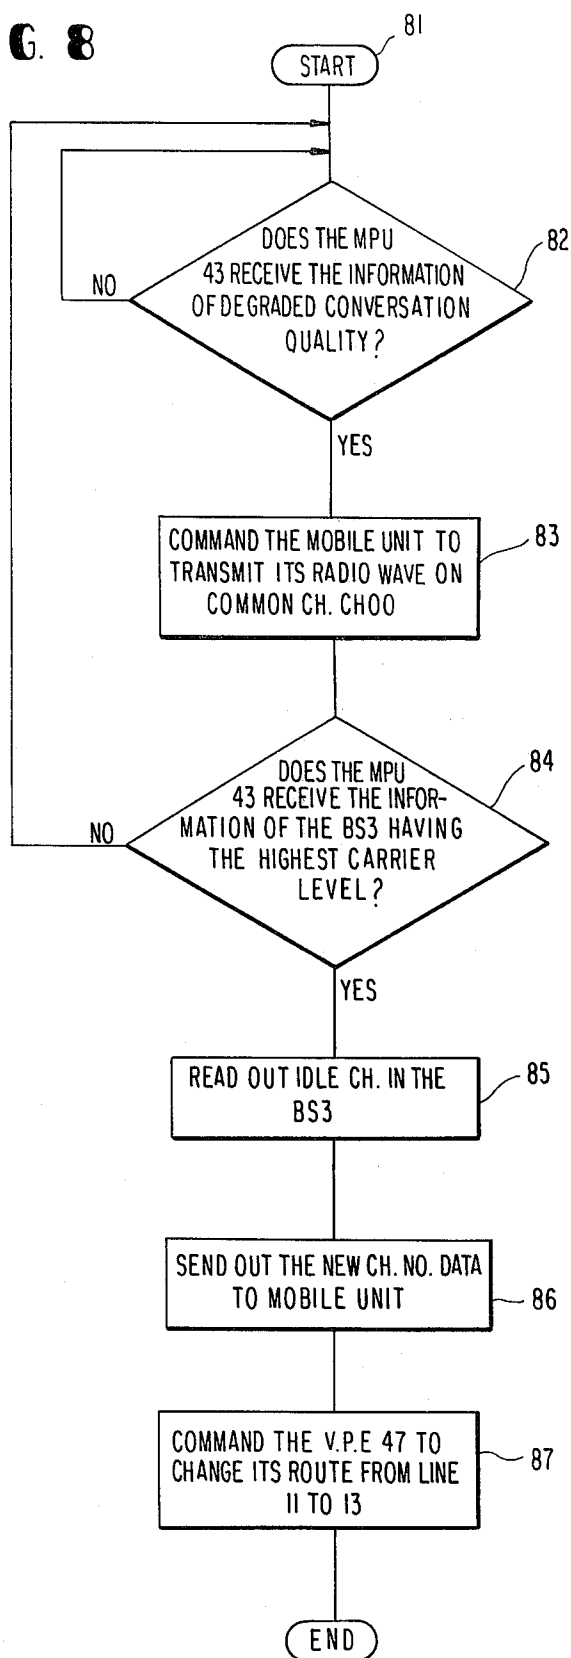 G. 8
81
START
DOES THE MPU
43 RECEIVE THE INFORMATION
OF DEGRADED CONVERSATION
QUALITY?
82
NO
YES
COMMAND THE MOBILE UNIT TO
TRANSMIT ITS RADIO WAVE ON
COMMON CH. CH00
83
DOES THE MPU
43 RECEIVE THE INFOR-
MATION OF THE BS3 HAVING
THE HIGHEST CARRIER
LEVEL?
84
NO
YES
READ OUT IDLE CH. IN THE
BS3
85
SEND OUT THE NEW CH. NO. DATA
TO MOBILE UNIT
86
COMMAND THE V.P.E 47 TO
CHANGE ITS ROUTE FROM LINE
11 TO 13
87
END